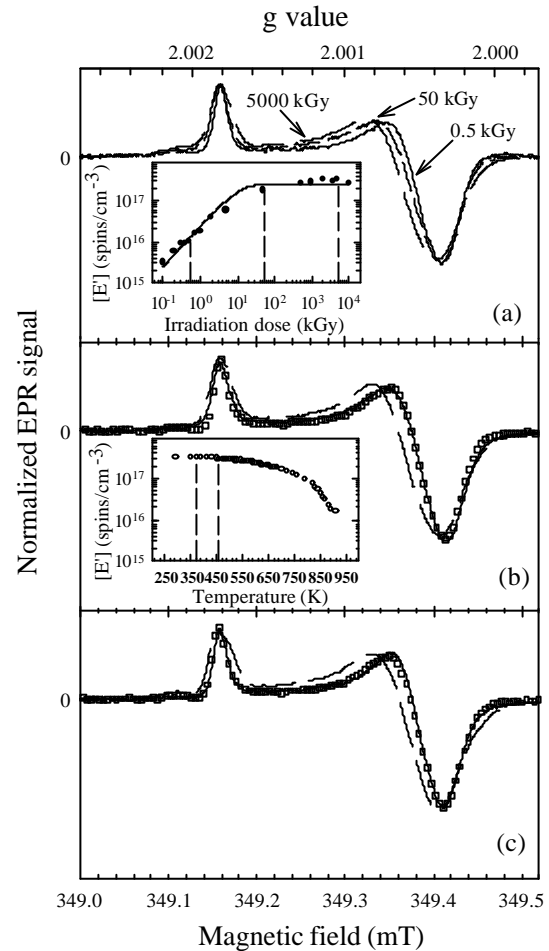 g value
2.002 2.001 2.000
5000 kGy
50 kGy
0.5 kGy
0
[E'] (spins/cm⁻³)
10¹⁷
10¹⁶
10¹⁵
10⁻¹ 10⁰ 10¹ 10² 10³ 10⁴
Irradiation dose (kGy)
(a)
Normalized EPR signal
0
[E'] (spins/cm⁻³)
10¹⁷
10¹⁶
10¹⁵
250 350 450 550 650 750 850 950
Temperature (K)
(b)
0
(c)
349.0 349.1 349.2 349.3 349.4 349.5
Magnetic field (mT)